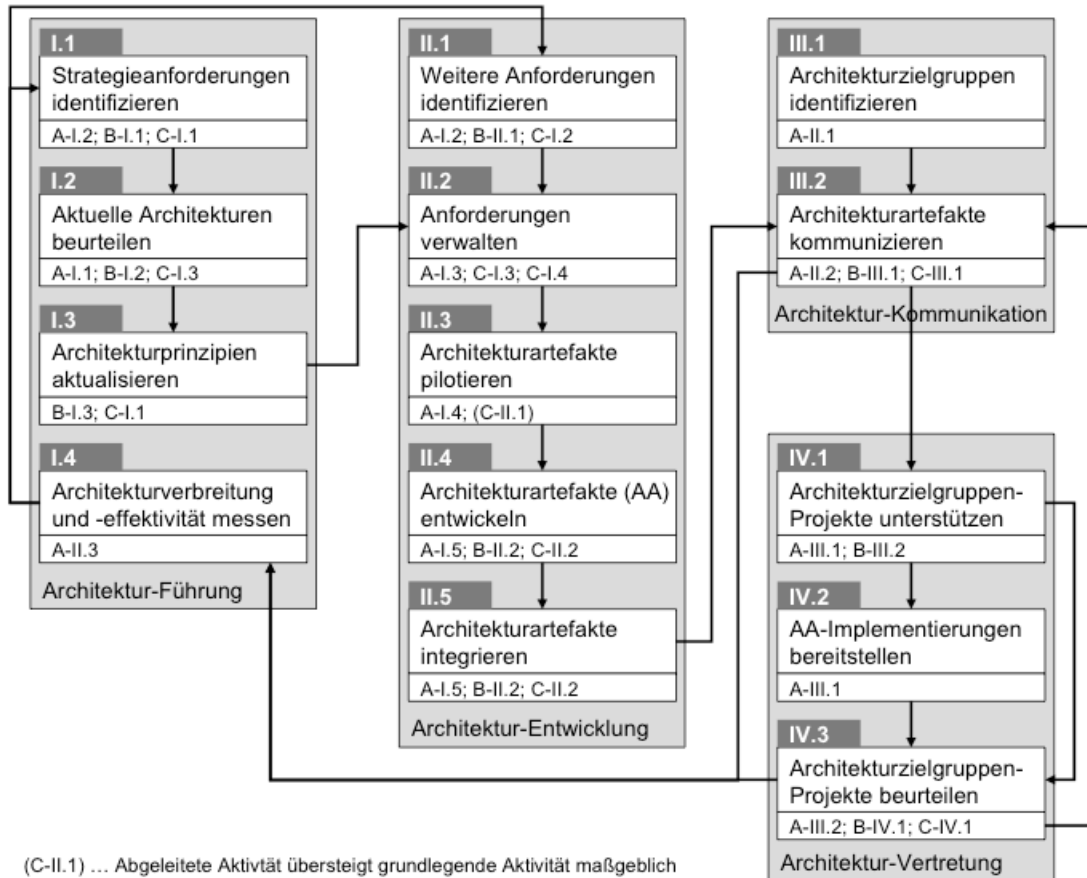 I.1
Strategieanforderungen
identifizieren
A-I.2; B-I.1; C-I.1
I.2
Aktuelle Architekturen
beurteilen
A-I.1; B-I.2; C-I.3
I.3
Architekturprinzipien
aktualisieren
B-I.3; C-I.1
I.4
Architekturverbreitung
und -effektivität messen
A-II.3
Architektur-Führung
II.1
Weitere Anforderungen
identifizieren
A-I.2; B-II.1; C-I.2
II.2
Anforderungen
verwalten
A-I.3; C-I.3; C-I.4
II.3
Architekturartefakte
pilotieren
A-I.4; (C-II.1)
II.4
Architekturartefakte (AA)
entwickeln
A-I.5; B-II.2; C-II.2
II.5
Architekturartefakte
integrieren
A-I.5; B-II.2; C-II.2
Architektur-Entwicklung
III.1
Architekturzielgruppen
identifizieren
A-II.1
III.2
Architekturartefakte
kommunizieren
A-II.2; B-III.1; C-III.1
Architektur-Kommunikation
IV.1
Architekturzielgruppen-
Projekte unterstützen
A-III.1; B-III.2
IV.2
AA-Implementierungen
bereitstellen
A-III.1
IV.3
Architekturzielgruppen-
Projekte beurteilen
A-III.2; B-IV.1; C-IV.1
Architektur-Vertretung
(C-II.1) … Abgeleitete Aktivtät übersteigt grundlegende Aktivität maßgeblich